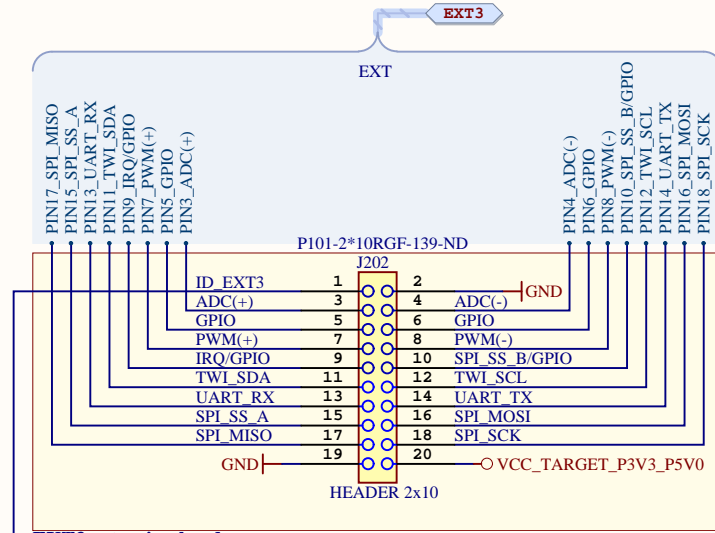 EXT3
EXT
PIN17_SPI_MISO
PIN15_SPI_SS_A
PIN13_UART_RX
PIN11_TWI_SDA
PIN9_IRQ/GPIO
PIN7_PWM(+)
PIN5_GPIO
PIN3_ADC(+)
PIN4_ADC(-)
PIN6_GPIO
PIN8_PWM(-)
PIN10_SPI_SS_B/GPIO
PIN12_TWI_SCL
PIN14_UART_TX
PIN16_SPI_MOSI
PIN18_SPI_SCK
P101-2*10RGF-139-ND
J202
ID_EXT3 1 2 GND
ADC(+) 3 4 ADC(-)
GPIO 5 6 GPIO
PWM(+) 7 8 PWM(-)
IRQ/GPIO 9 10 SPI_SS_B/GPIO
TWI_SDA 11 12 TWI_SCL
UART_RX 13 14 UART_TX
SPI_SS_A 15 16 SPI_MOSI
SPI_MISO 17 18 SPI_SCK
GND 19 20 VCC_TARGET_P3V3_P5V0
HEADER 2x10